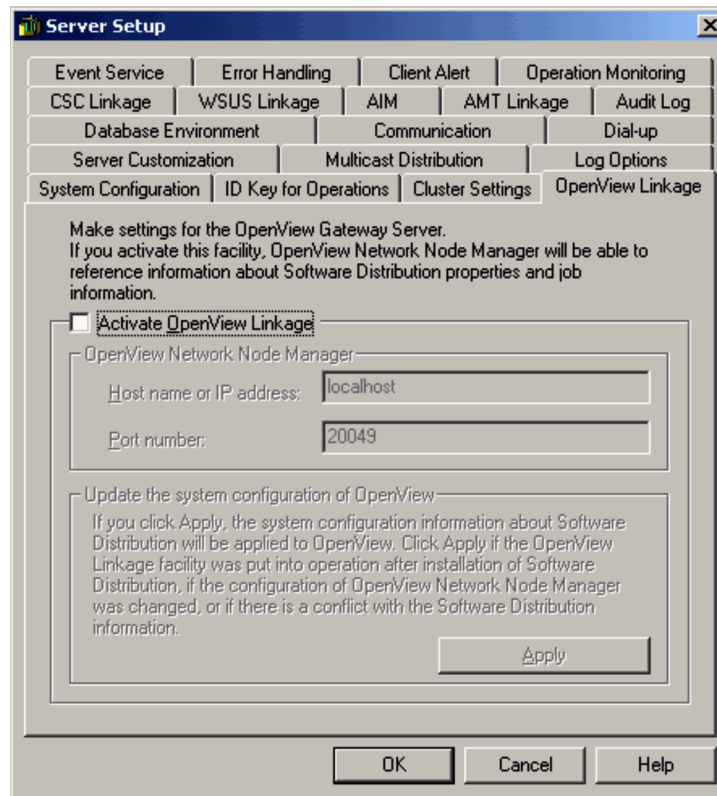 Server Setup
Event Service
Error Handling
Client Alert
Operation Monitoring
CSC Linkage
WSUS Linkage
AIM
AMT Linkage
Audit Log
Database Environment
Communication
Dial-up
Server Customization
Multicast Distribution
Log Options
System Configuration
ID Key for Operations
Cluster Settings
OpenView Linkage
Make settings for the OpenView Gateway Server.
If you activate this facility, OpenView Network Node Manager will be able to
reference information about Software Distribution properties and job
information.
Activate OpenView Linkage
OpenView Network Node Manager
Host name or IP address:
localhost
Port number:
20049
Update the system configuration of OpenView
If you click Apply, the system configuration information about Software
Distribution will be applied to OpenView. Click Apply if the OpenView
Linkage facility was put into operation after installation of Software
Distribution, if the configuration of OpenView Network Node Manager
was changed, or if there is a conflict with the Software Distribution
information.
Apply
OK
Cancel
Help